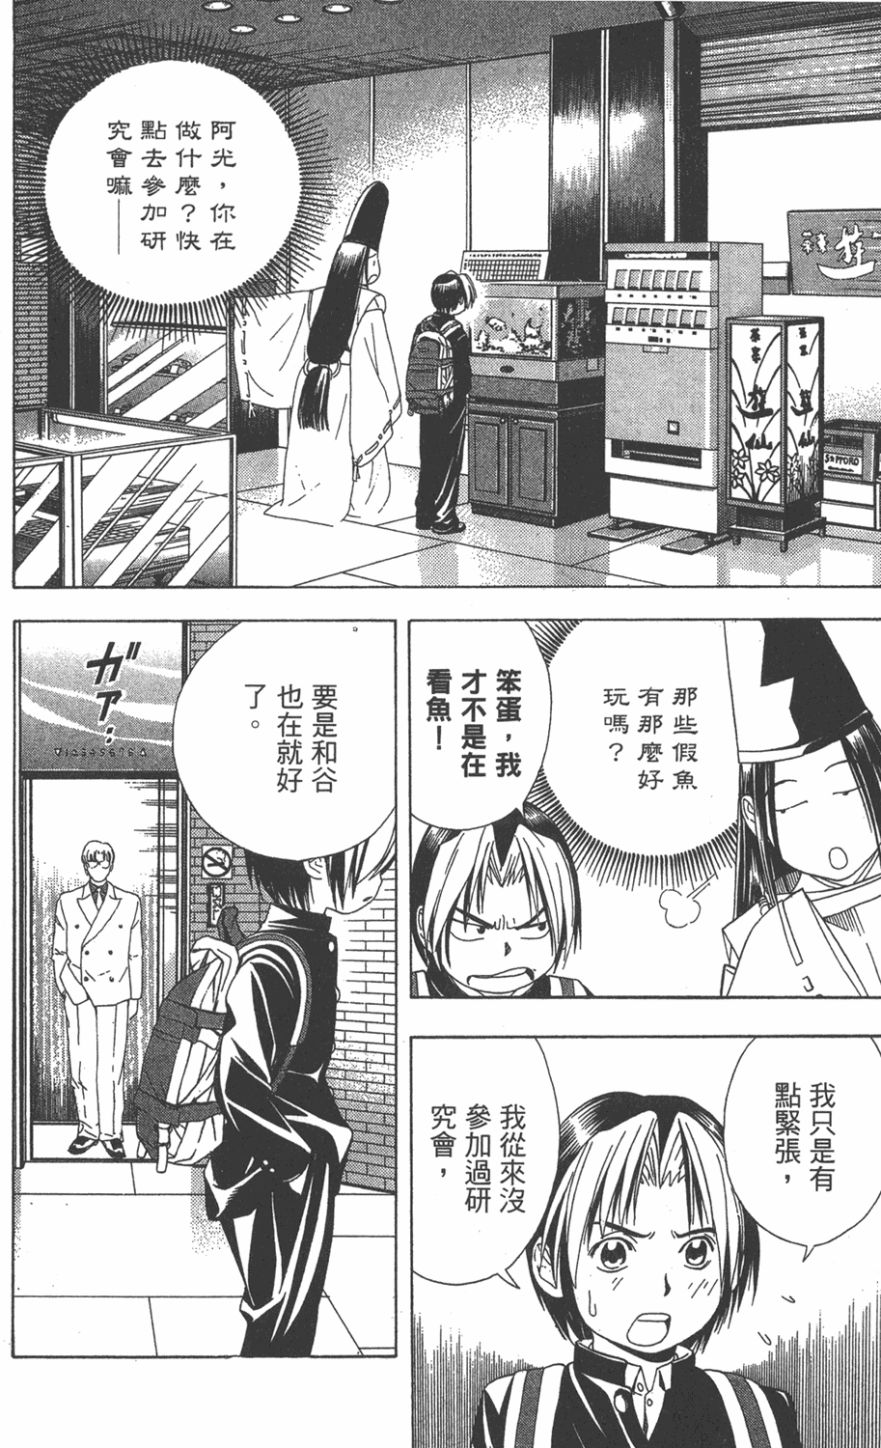 阿光，你在
做什麼？快
點去參加研
究會嘛——
那些假魚
有那麼好
玩嗎？
笨蛋，我
才不是在
看魚！
我只是有
點緊張，
我從來沒
參加過研
究會，
要是和谷
也在就好
了。
ガァ…
▽12345678△
SAPPORO